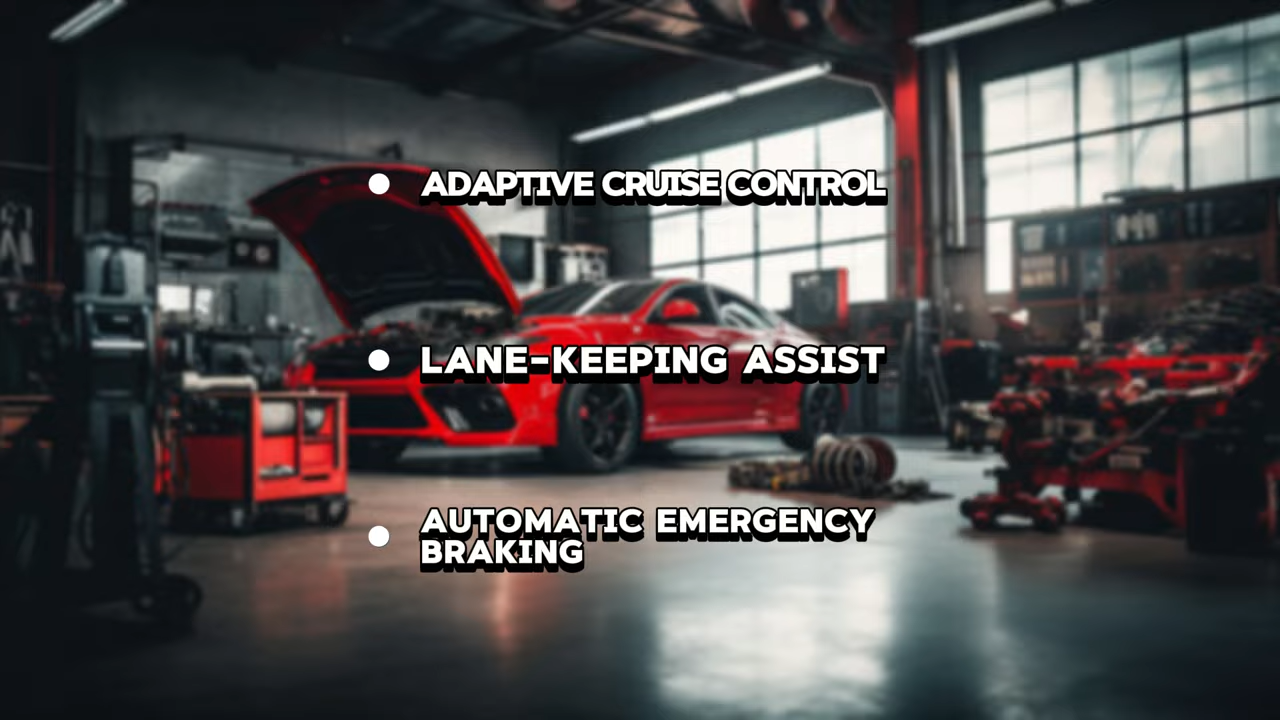 ADAPTIVE CRUISE CONTROL
LANE-KEEPING ASSIST
AUTOMATIC EMERGENCY
BRAKING